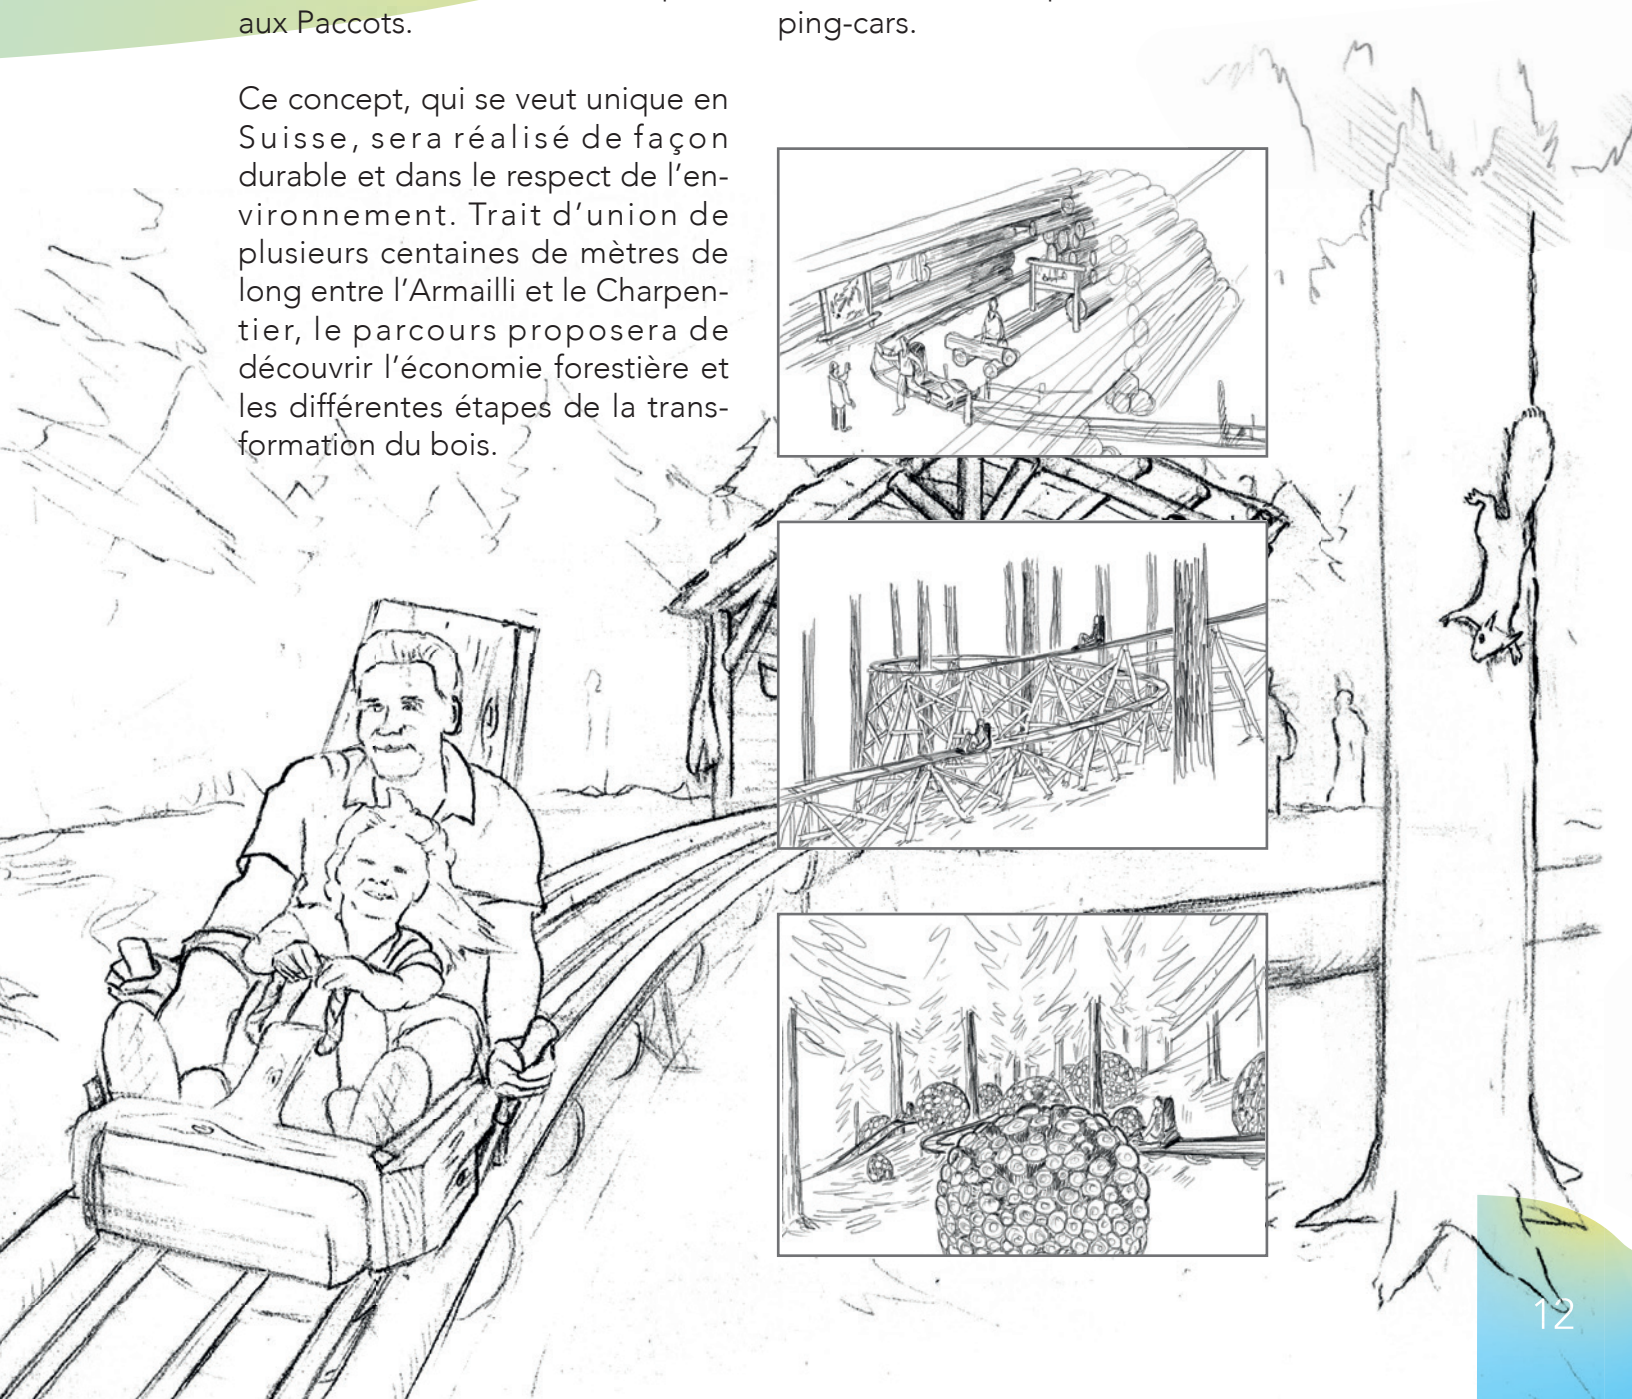 aux Paccots.
Ce concept, qui se veut unique en
Suisse, sera réalisé de façon
durable et dans le respect de l'en-
vironnement. Trait d'union de
plusieurs centaines de mètres de
long entre l'Armailli et le Charpen-
tier, le parcours proposera de
découvrir l'économie forestière et
les différentes étapes de la trans-
formation du bois.
ping-cars.
12